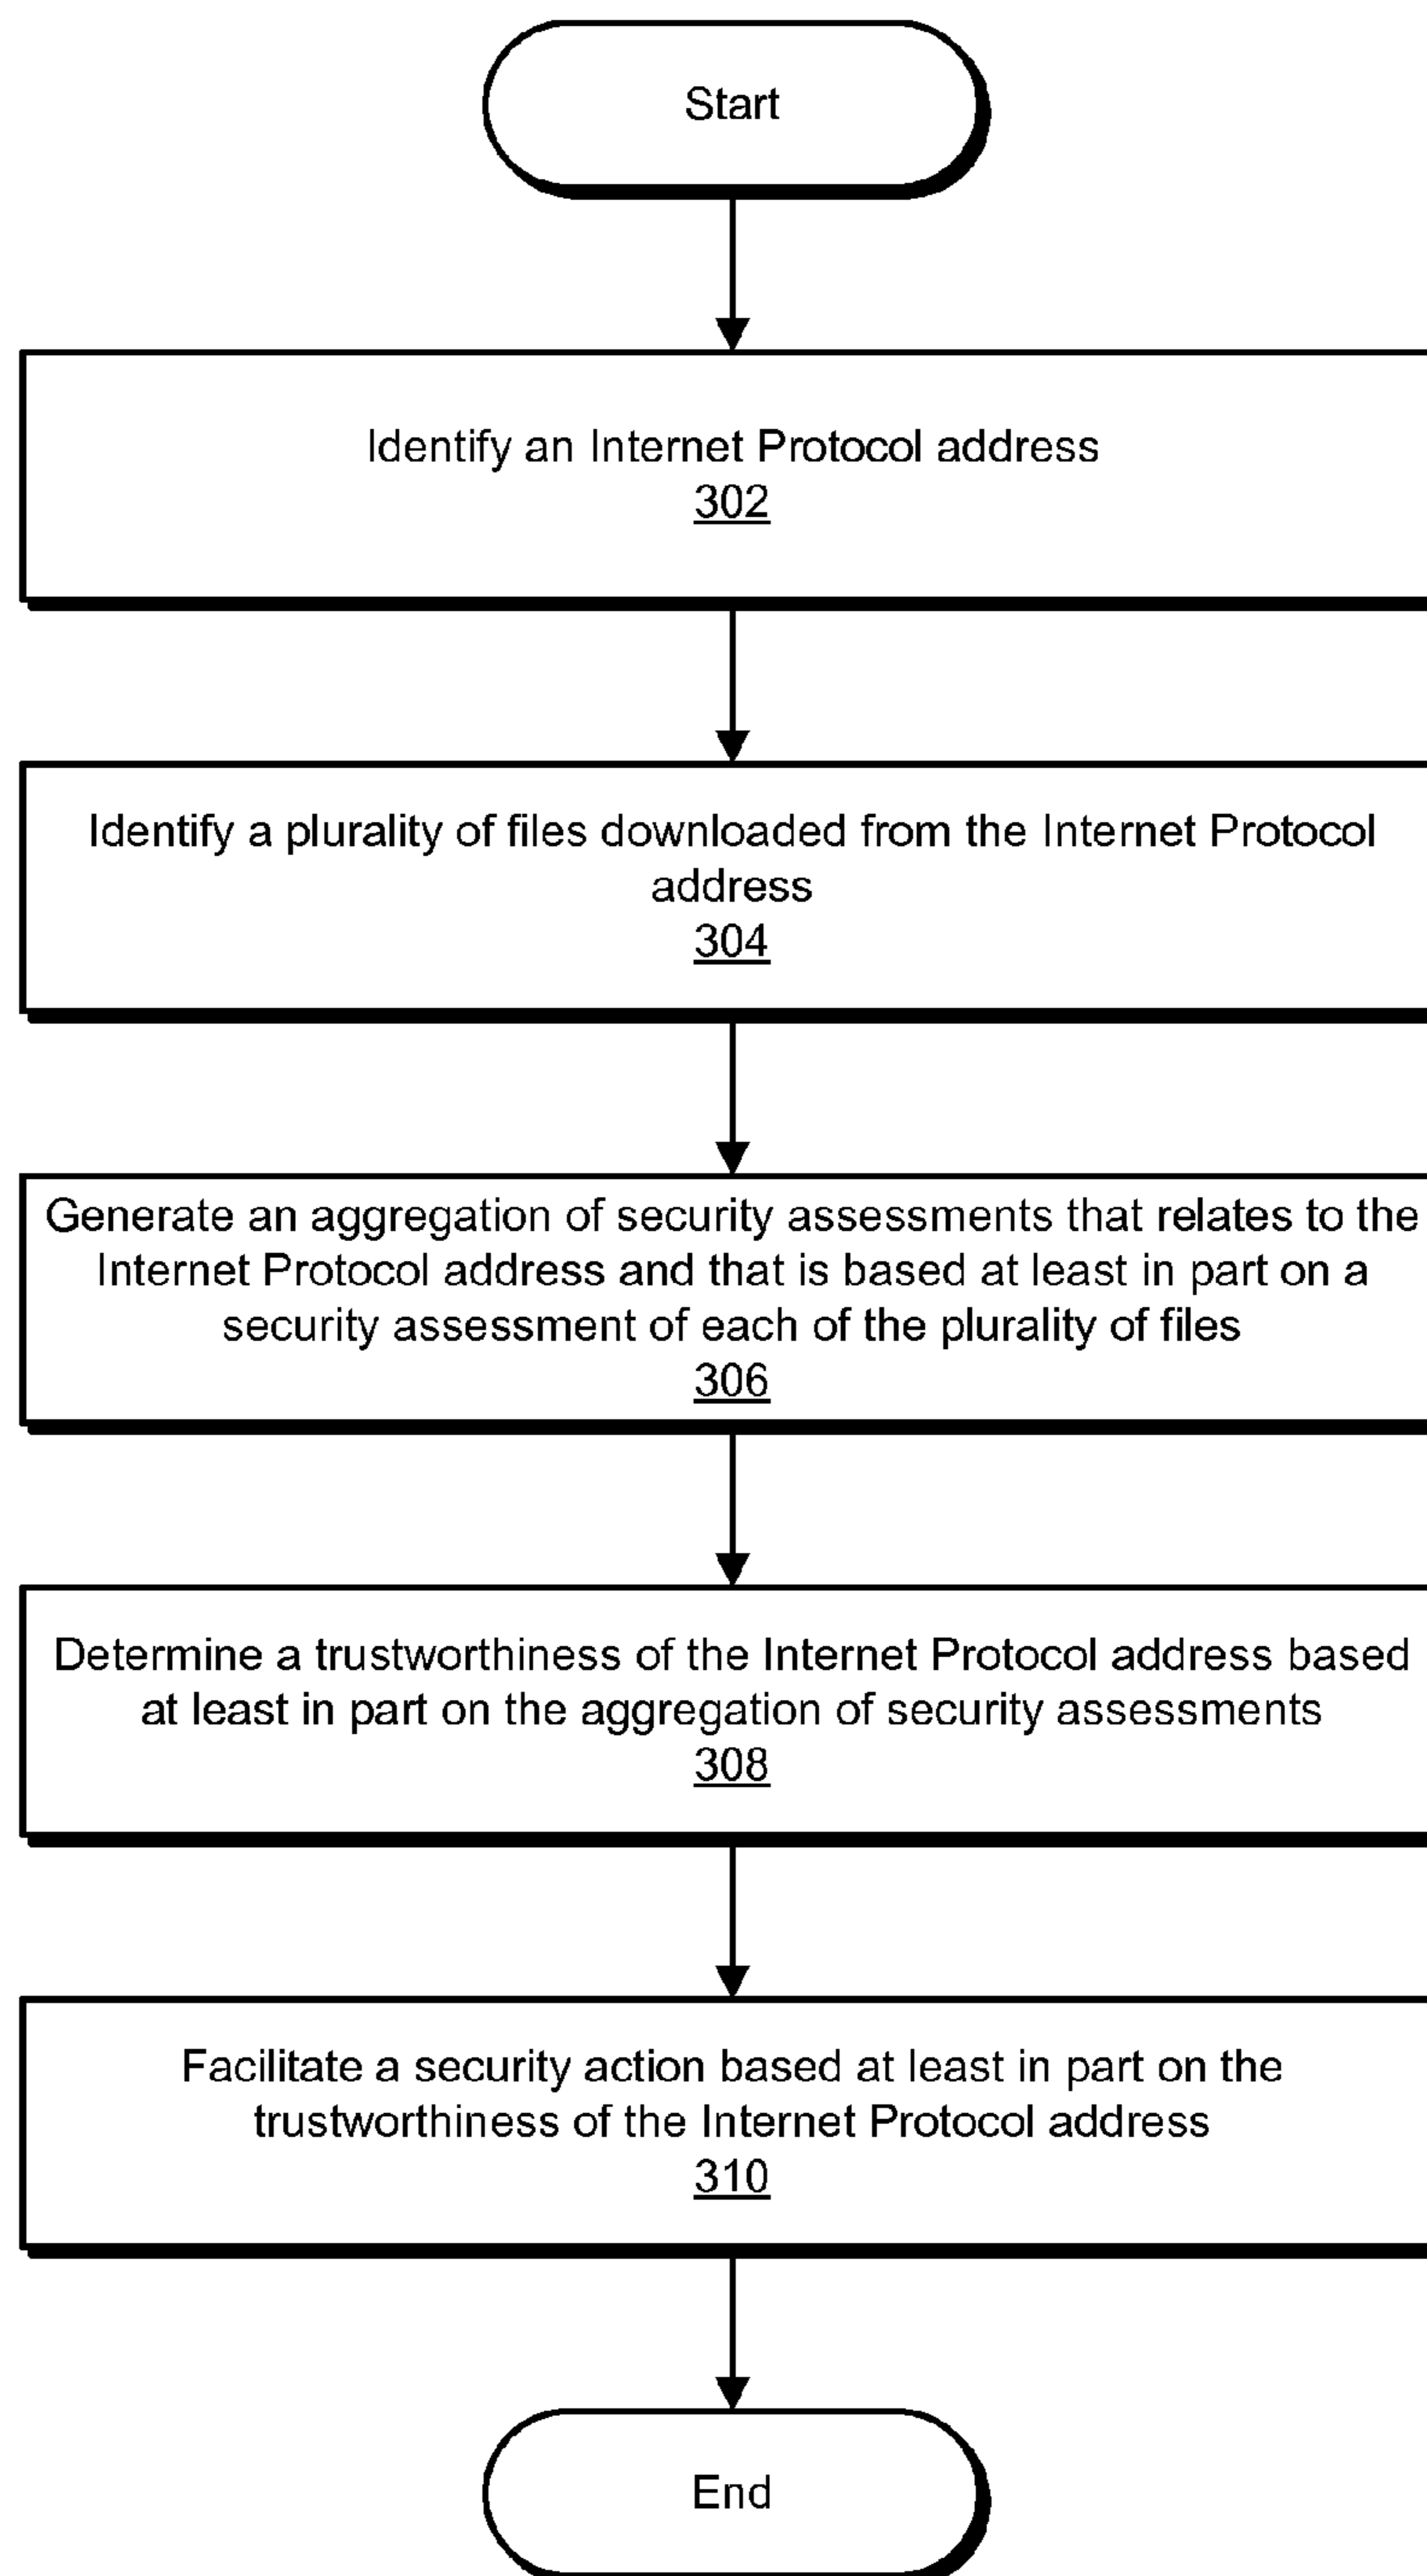 Start
Identify an Internet Protocol address
302
Identify a plurality of files downloaded from the Internet Protocol
address
304
Generate an aggregation of security assessments that relates to the
Internet Protocol address and that is based at least in part on a
security assessment of each of the plurality of files
306
Determine a trustworthiness of the Internet Protocol address based
at least in part on the aggregation of security assessments
308
Facilitate a security action based at least in part on the
trustworthiness of the Internet Protocol address
310
End